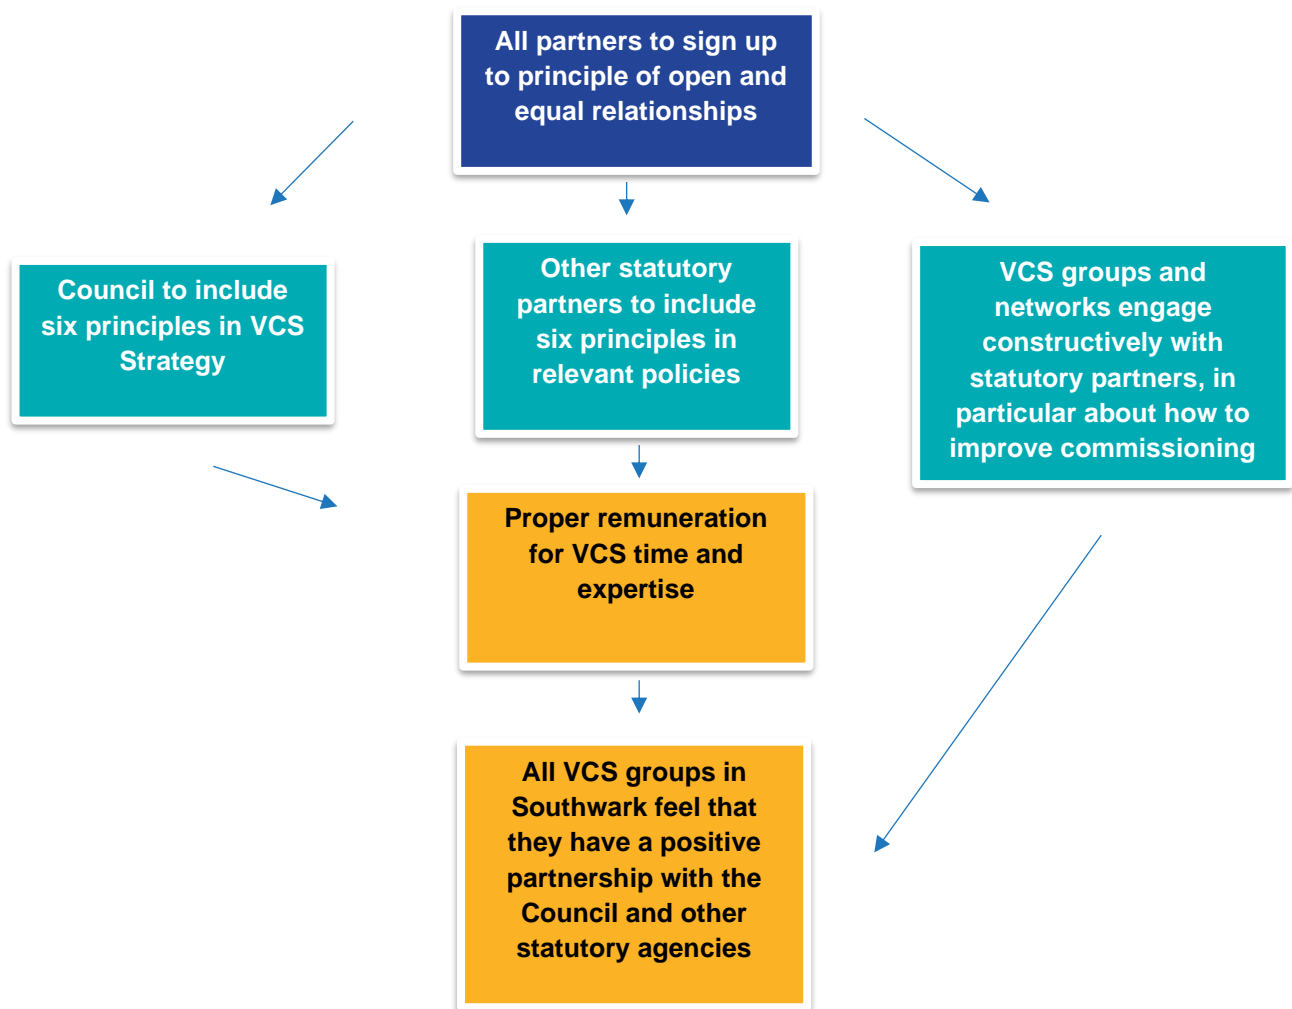 All partners to sign up
to principle of open and
equal relationships
Council to include
six principles in VCS
Strategy
Other statutory
partners to include
six principles in
relevant policies
VCS groups and
networks engage
constructively with
statutory partners, in
particular about how to
improve commissioning
Proper remuneration
for VCS time and
expertise
All VCS groups in
Southwark feel that
they have a positive
partnership with the
Council and other
statutory agencies